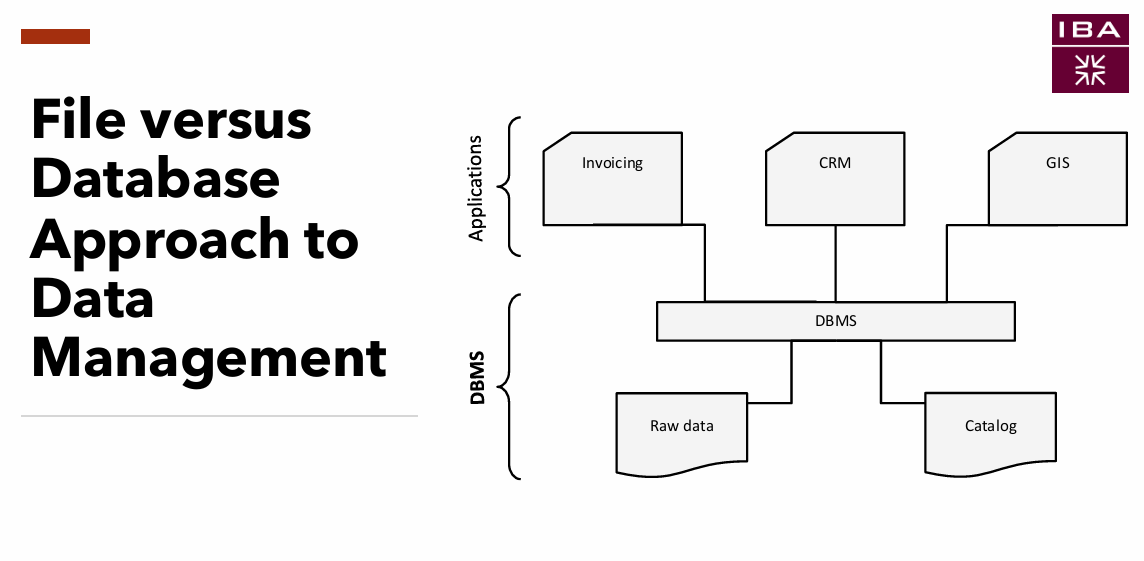 IBA
File versus
Database
Approach to
Data
Management
Applications
Invoicing
CRM
GIS
DBMS
DBMS
Raw data
Catalog